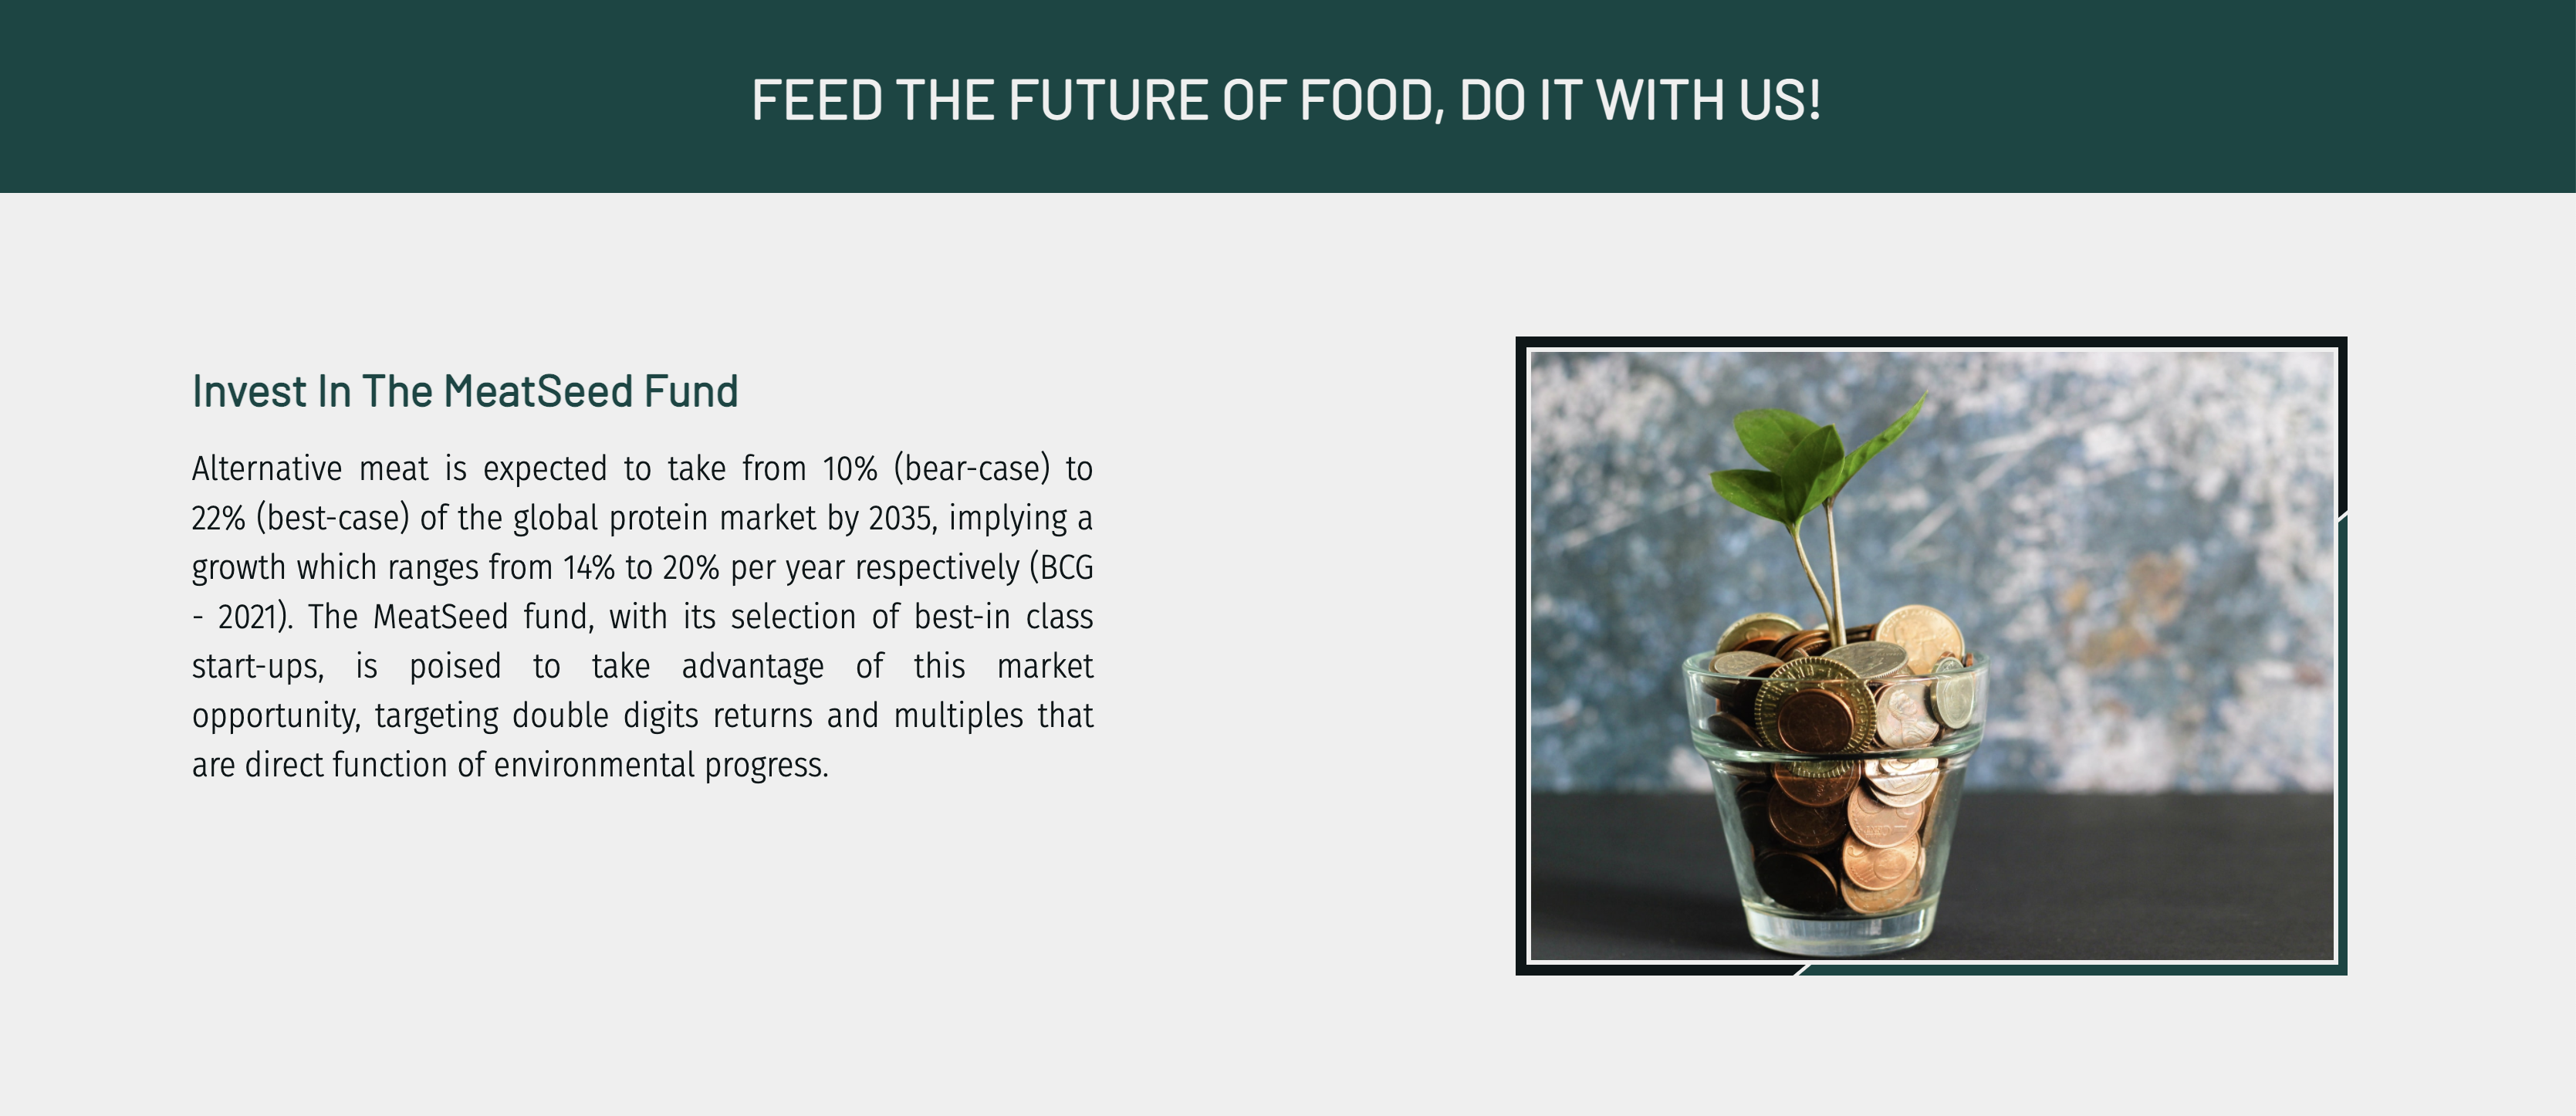 FEED THE FUTURE OF FOOD, DO IT WITH US!
Invest In The MeatSeed Fund
Alternative meat is expected to take from 10% (bear-case) to
22% (best-case) of the global protein market by 2035, implying a
growth which ranges from 14% to 20% per year respectively (BCG
- 2021). The MeatSeed fund, with its selection of best-in class
start-ups, is poised to take advantage of this market
opportunity, targeting double digits returns and multiples that
are direct function of environmental progress.